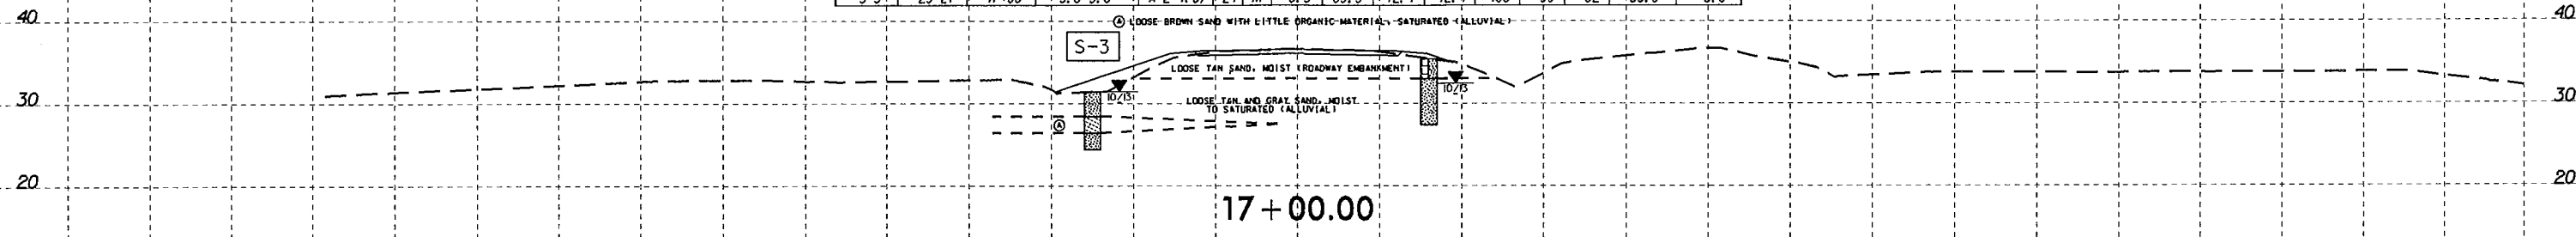 40 40
Ⓐ LOOSE BROWN SAND WITH LITTLE ORGANIC MATERIAL, SATURATED (ALLUVIAL)
S-3
LOOSE TAN SAND, MOIST (ROADWAY EMBANKMENT)
10/13 10/13
30 30
LOOSE TAN AND GRAY SAND, MOIST
TO SATURATED (ALLUVIAL)
Ⓐ
20 20
17+00.00